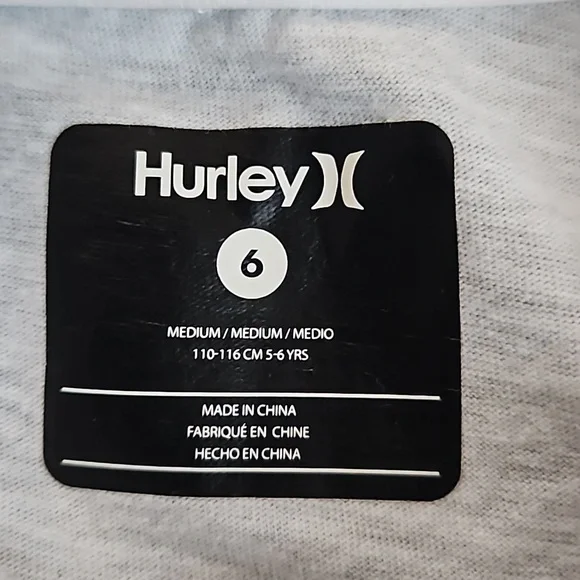 Hurley
6
MEDIUM / MEDIUM / MEDIO
110-116 CM 5-6 YRS
MADE IN CHINA
FABRIQUÉ EN CHINE
HECHO EN CHINA